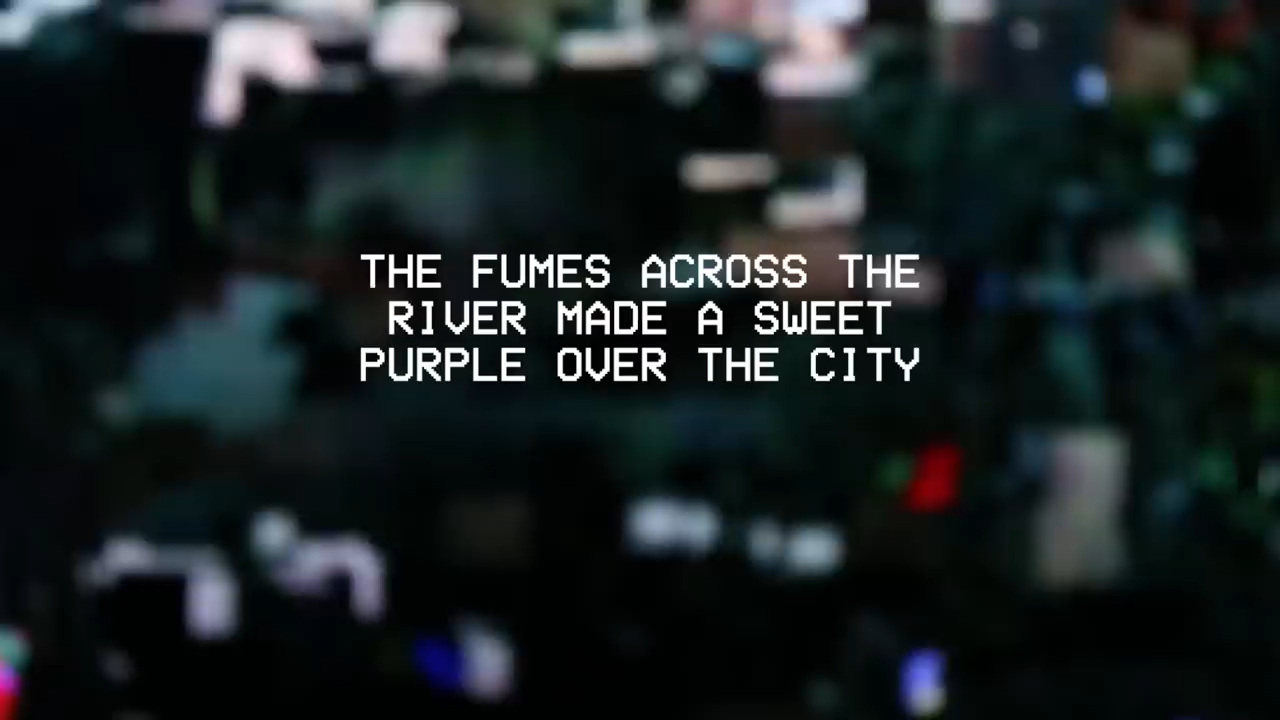 THE FUMES ACROSS THE
RIVER MADE A SWEET
PURPLE OVER THE CITY